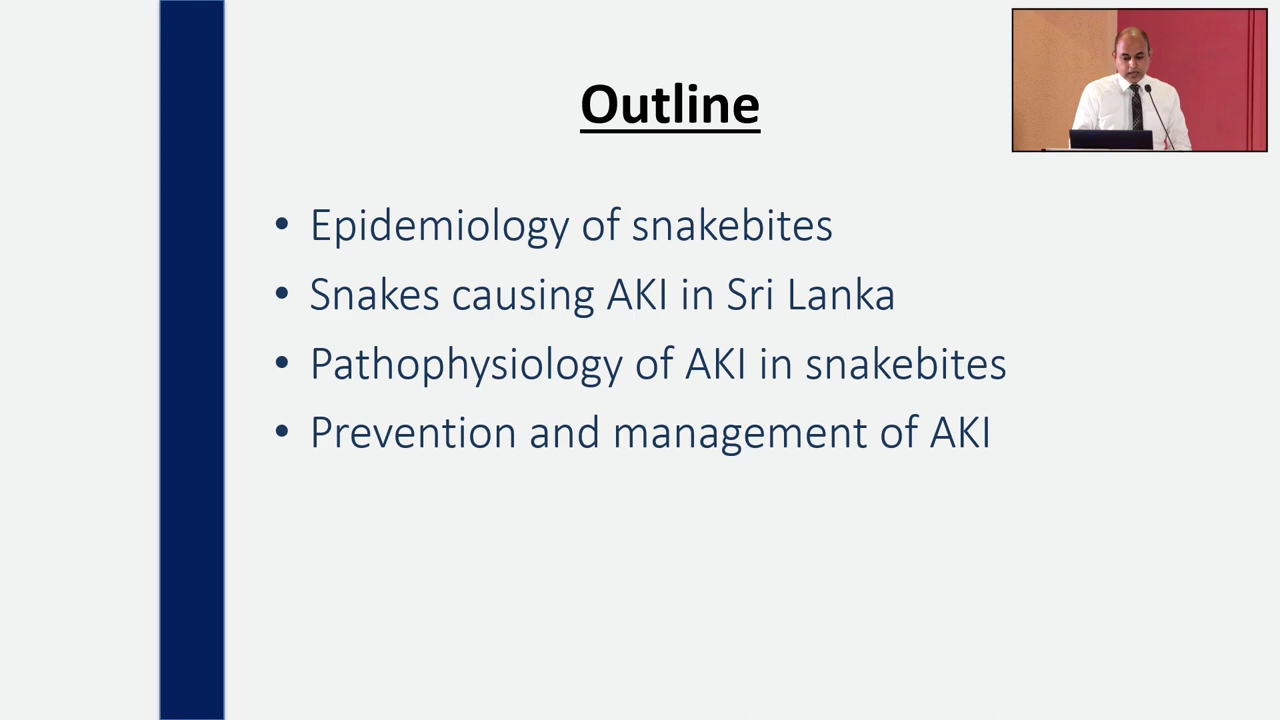 Outline
• Epidemiology of snakebites
• Snakes causing AKI in Sri Lanka
• Pathophysiology of AKI in snakebites
• Prevention and management of AKI